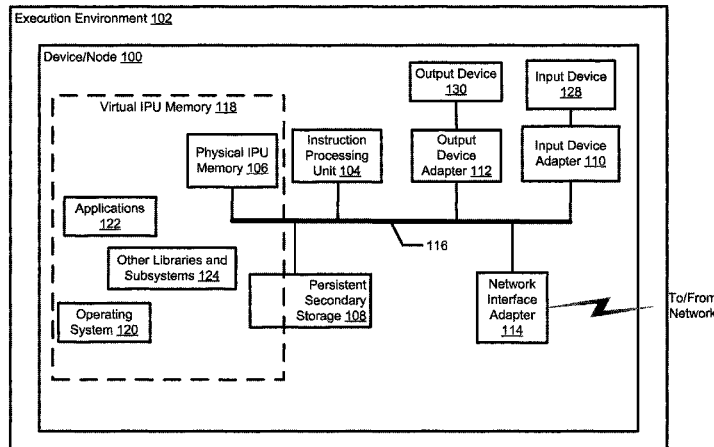 Execution Environment 102
Device/Node 100
Output Device
130
Input Device
128
Virtual IPU Memory 118
Physical IPU
Memory 106
Instruction
Processing
Unit 104
Output
Device
Adapter 112
Input Device
Adapter 110
Applications
122
116
Other Libraries and
Subsystems 124
Persistent
Secondary
Storage 108
Network
Interface
Adapter
114
To/From
Network
Operating
System 120